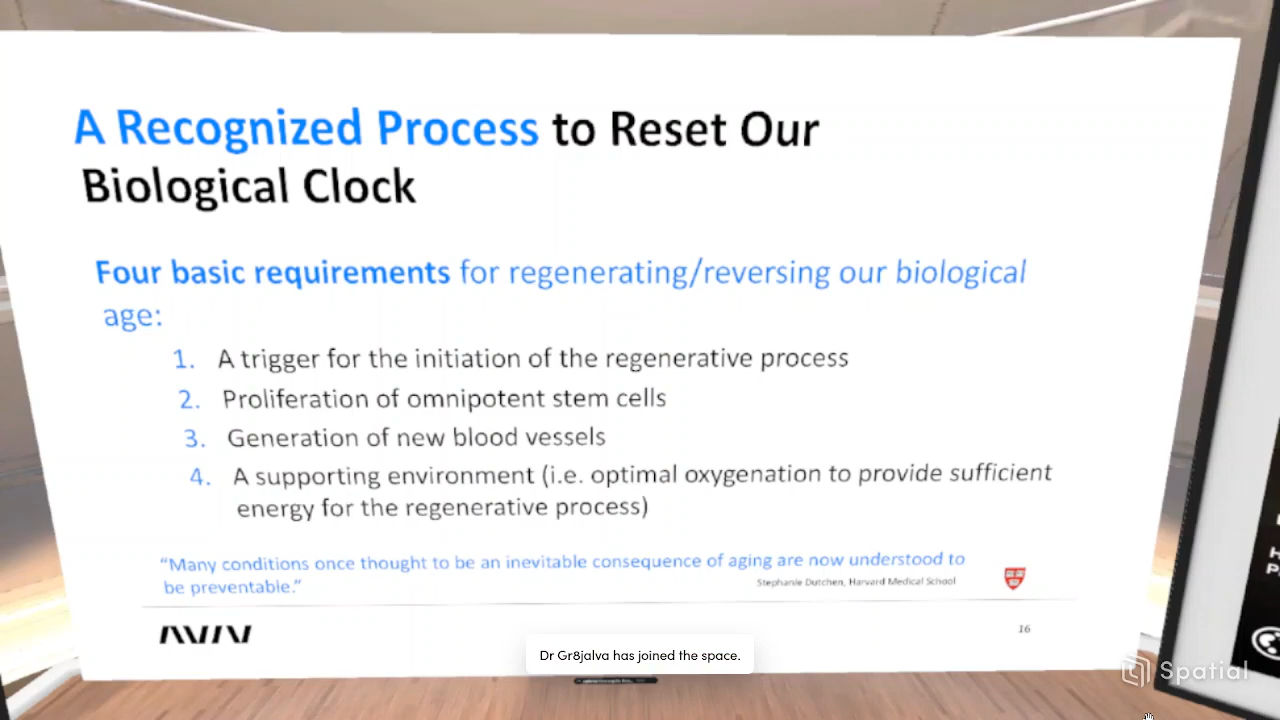 A Recognized Process to Reset Our
Biological Clock
Four basic requirements for regenerating/reversing our biological
age:
1. A trigger for the initiation of the regenerative process
2. Proliferation of omnipotent stem cells
3. Generation of new blood vessels
4. A supporting environment (i.e. optimal oxygenation to provide sufficient
energy for the regenerative process)
“Many conditions once thought to be an inevitable consequence of aging are now understood to
be preventable.”
Stephanie Dutchen, Harvard Medical School
AVIV
16
Dr Gr8jalva has joined the space.
Spatial